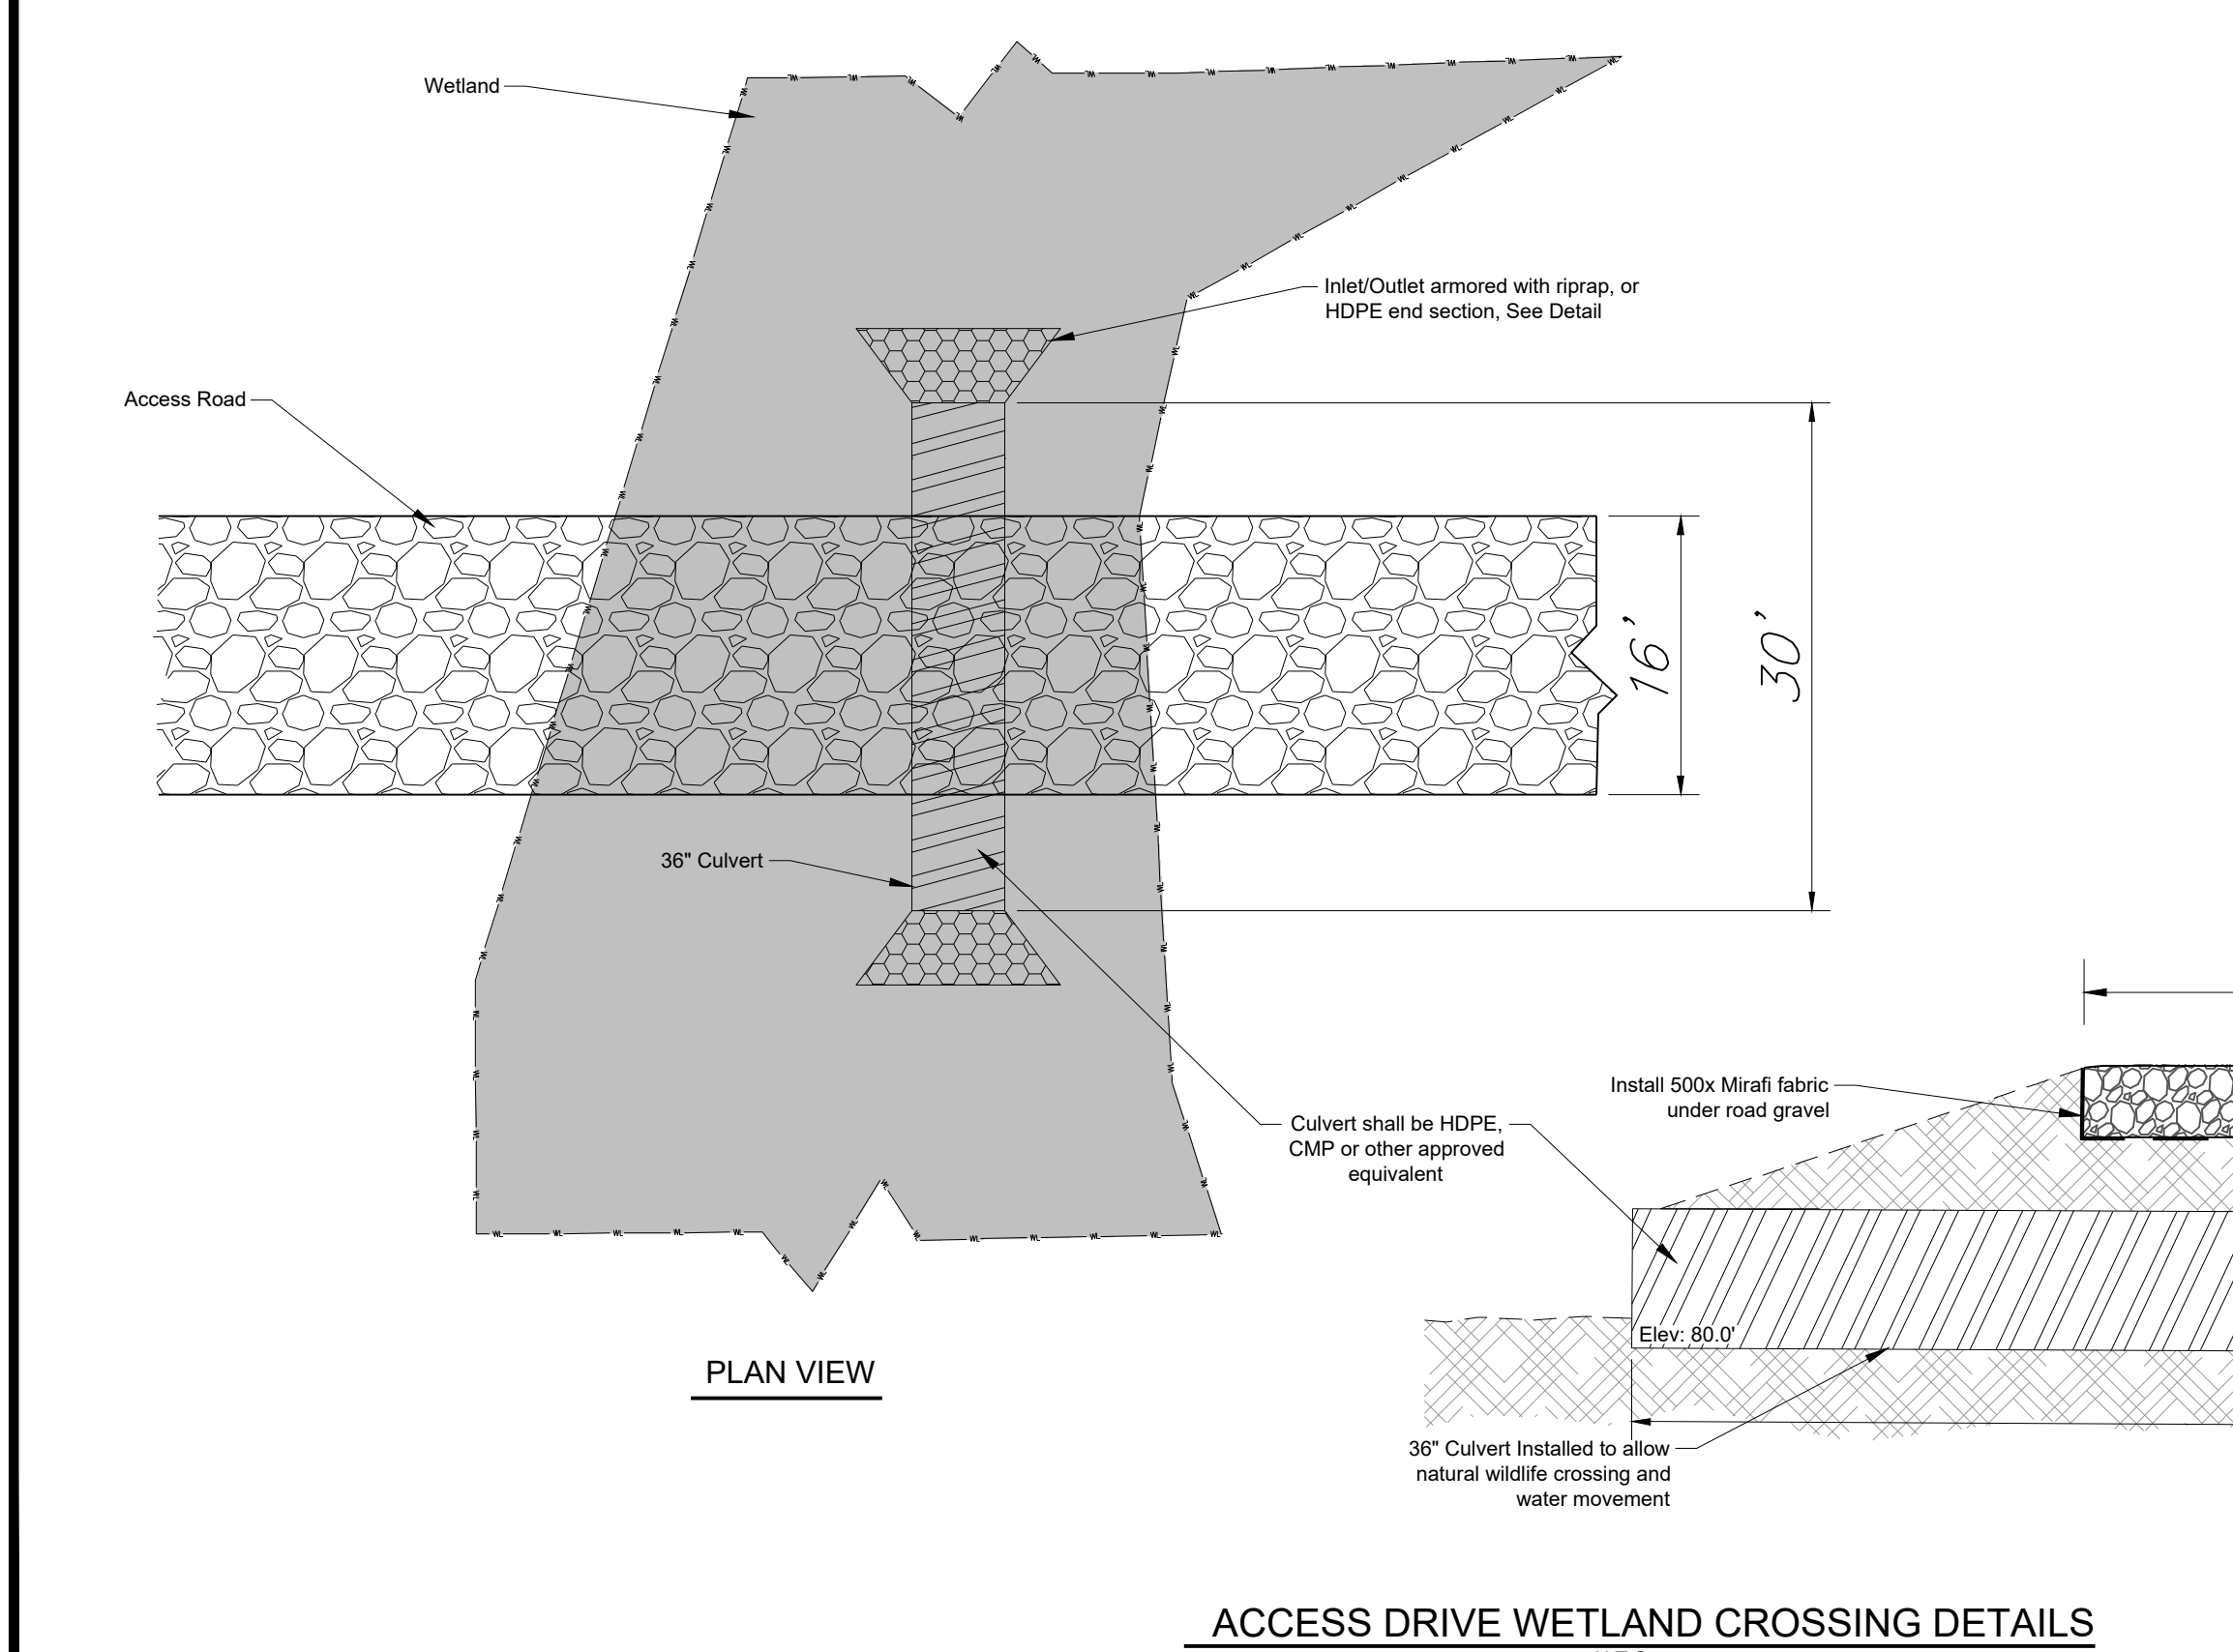 Wetland
Inlet/Outlet armored with riprap, or
HDPE end section, See Detail
Access Road
16'
30'
36" Culvert
Install 500x Mirafi fabric
under road gravel
Culvert shall be HDPE,
CMP or other approved
equivalent
Elev: 80.0'
PLAN VIEW
36" Culvert Installed to allow
natural wildlife crossing and
water movement
ACCESS DRIVE WETLAND CROSSING DETAILS